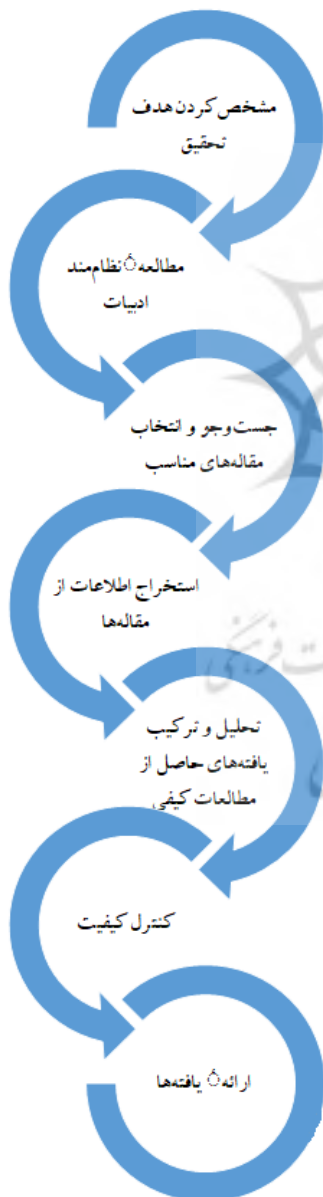 مشخص کردن هدف
تحقیق
مطالعهٔ نظام‌مند
ادبیات
جست‌وجو و انتخاب
مقاله‌های مناسب
استخراج اطلاعات از
مقاله‌ها
تحلیل و ترکیب
یافته‌های حاصل از
مطالعات کیفی
کنترل کیفیت
ارائهٔ یافته‌ها